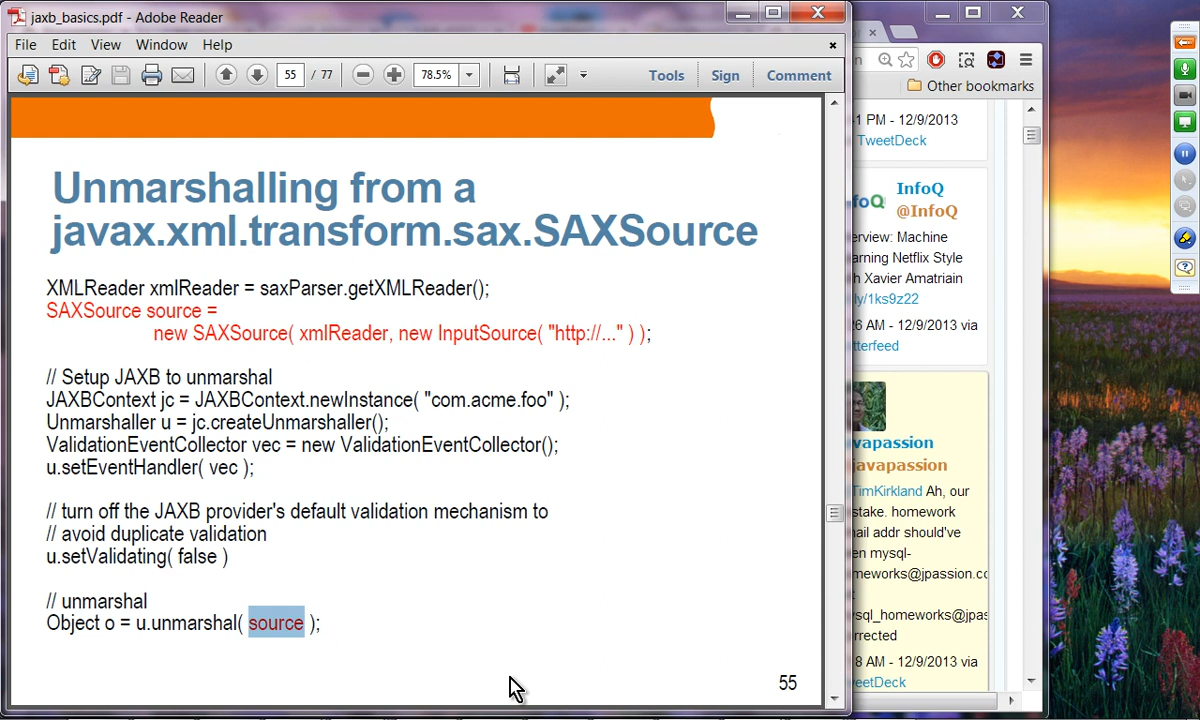 jaxb_basics.pdf - Adobe Reader
File Edit View Window Help
55 / 77 78.5% Tools Sign Comment
Unmarshalling from a
javax.xml.transform.sax.SAXSource
XMLReader xmlReader = saxParser.getXMLReader();
SAXSource source =
new SAXSource( xmlReader, new InputSource( "http://..." ) );
// Setup JAXB to unmarshal
JAXBContext jc = JAXBContext.newInstance( "com.acme.foo" );
Unmarshaller u = jc.createUnmarshaller();
ValidationEventCollector vec = new ValidationEventCollector();
u.setEventHandler( vec );
// turn off the JAXB provider's default validation mechanism to
// avoid duplicate validation
u.setValidating( false )
// unmarshal
Object o = u.unmarshal( source );
55
Other bookmarks
1 PM - 12/9/2013
TweetDeck
foQ
InfoQ
@InfoQ
erview: Machine
arning Netflix Style
h Xavier Amatriain
ly/1ks9z22
26 AM - 12/9/2013 via
tterfeed
vapassion
javapassion
TimKirkland Ah, our
stake. homework
ail addr should've
en mysql-
meworks@jpassion.cc
ysql_homeworks@jpas
rrected
8 AM - 12/9/2013 via
weetDeck